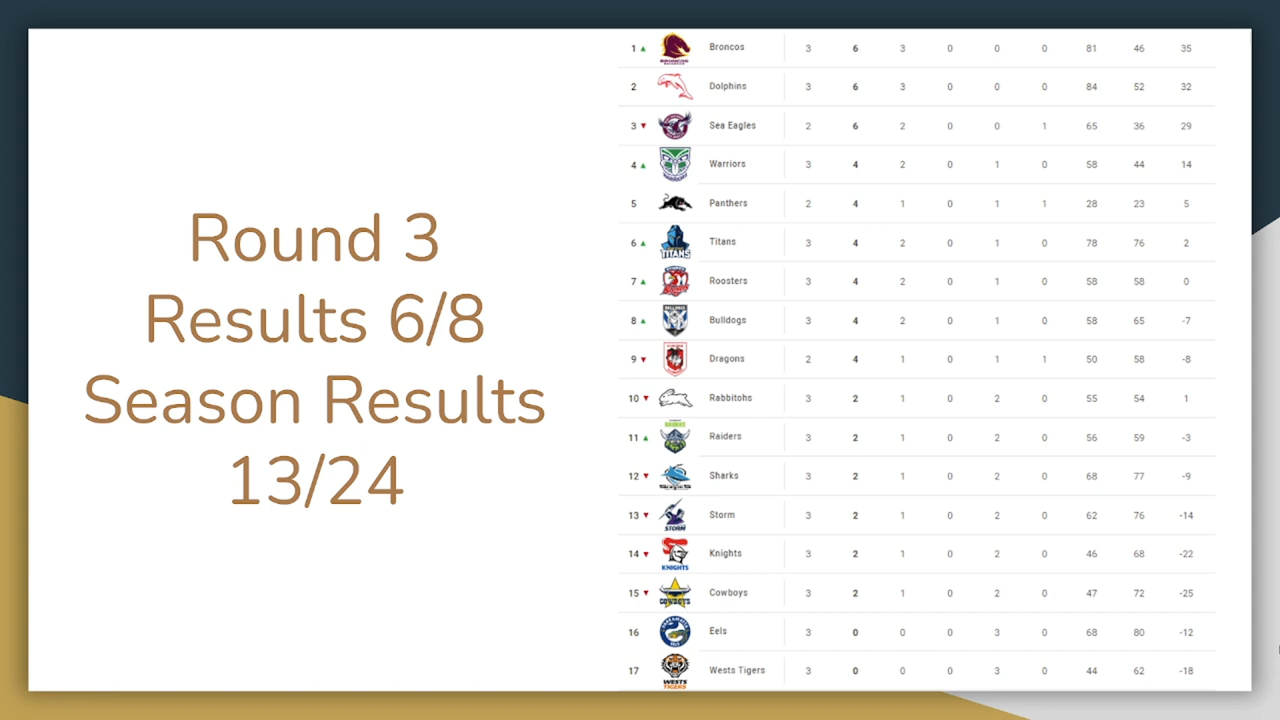 Round 3
Results 6/8
Season Results
13/24
1 Broncos 3 6 3 0 0 0 81 46 35
2 Dolphins 3 6 3 0 0 0 84 52 32
3 Sea Eagles 2 6 2 0 0 1 65 36 29
4 Warriors 3 4 2 0 1 0 58 44 14
5 Panthers 2 4 1 0 1 1 28 23 5
6 TITANS Titans 3 4 2 0 1 0 78 76 2
7 Roosters 3 4 2 0 1 0 58 58 0
8 Bulldogs 3 4 2 0 1 0 58 65 -7
9 Dragons 2 4 1 0 1 1 50 58 -8
10 Rabbitohs 3 2 1 0 2 0 55 54 1
11 Raiders 3 2 1 0 2 0 56 59 -3
12 Sharks 3 2 1 0 2 0 68 77 -9
13 STORM Storm 3 2 1 0 2 0 62 76 -14
14 KNIGHTS Knights 3 2 1 0 2 0 46 68 -22
15 COWBOYS Cowboys 3 2 1 0 2 0 47 72 -25
16 Eels 3 0 0 0 3 0 68 80 -12
17 WESTS TIGERS Wests Tigers 3 0 0 0 3 0 44 62 -18